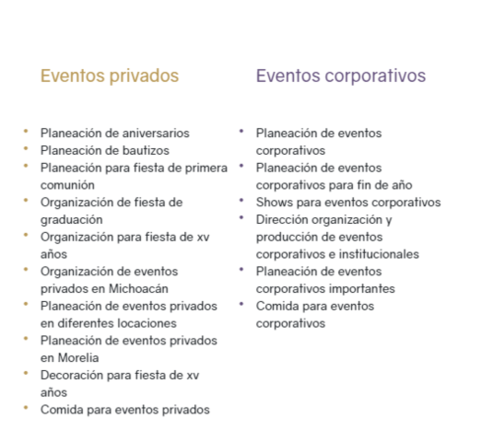 Eventos privados
Planeación de aniversarios
Planeación de bautizos
Planeación para fiesta de primera
comunión
Organización de fiesta de
graduación
Organización para fiesta de xv
años
Organización de eventos
privados en Michoacán
Planeación de eventos privados
en diferentes locaciones
Planeación de eventos privados
en Morelia
Decoración para fiesta de xv
años
Comida para eventos privados
Eventos corporativos
Planeación de eventos
corporativos
Planeación de eventos
corporativos para fin de año
Shows para eventos corporativos
Dirección organización y
producción de eventos
corporativos e institucionales
Planeación de eventos
corporativos importantes
Comida para eventos
corporativos